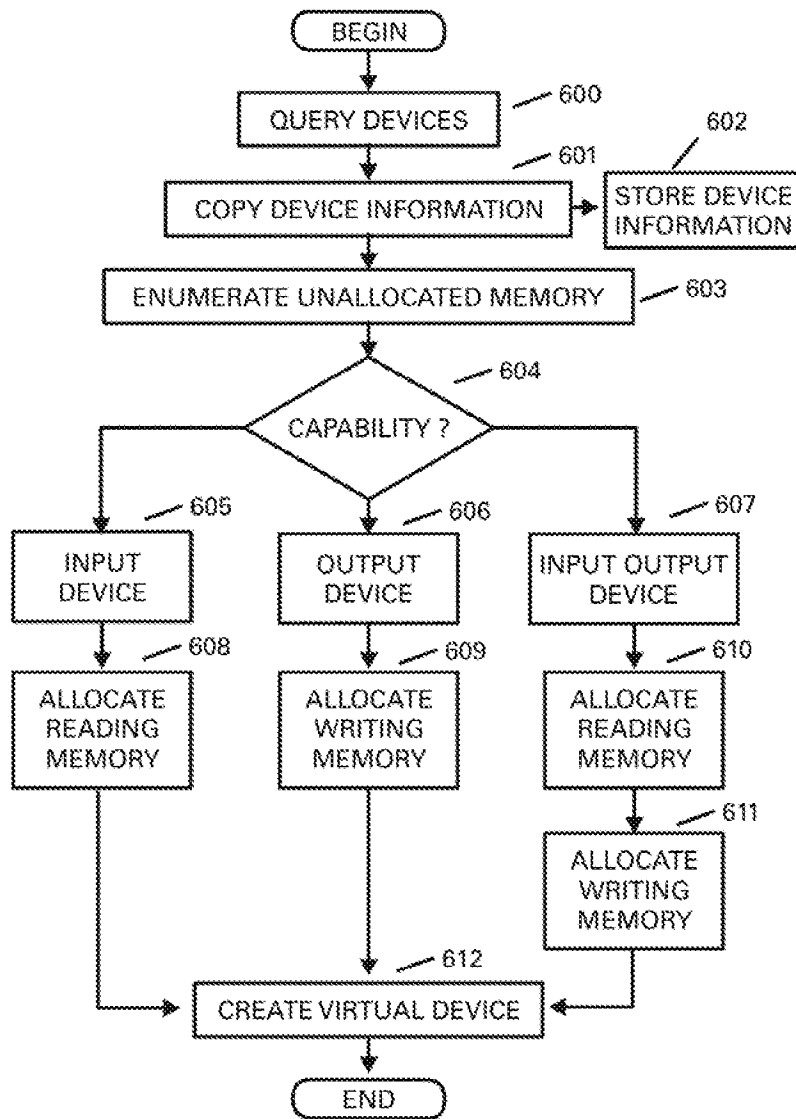 BEGIN
600
QUERY DEVICES
602
601
COPY DEVICE INFORMATION
STORE DEVICE
INFORMATION
ENUMERATE UNALLOCATED MEMORY
603
604
CAPABILITY ?
605
606
607
INPUT
DEVICE
OUTPUT
DEVICE
INPUT OUTPUT
DEVICE
608
609
610
ALLOCATE
READING
MEMORY
ALLOCATE
WRITING
MEMORY
ALLOCATE
READING
MEMORY
611
ALLOCATE
WRITING
MEMORY
612
CREATE VIRTUAL DEVICE
END